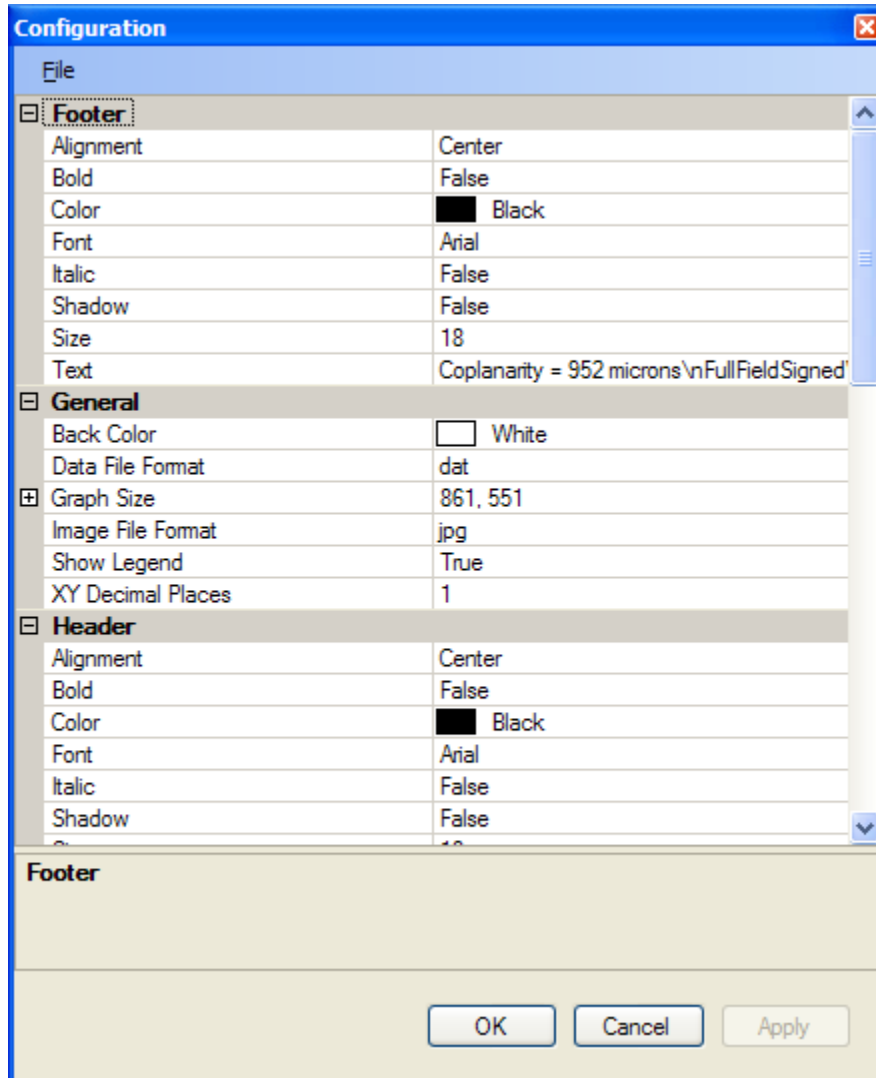 Configuration
File
Footer
Alignment Center
Bold False
Color Black
Font Arial
Italic False
Shadow False
Size 18
Text Coplanarity = 952 microns\nFullFieldSigned\
General
Back Color White
Data File Format dat
Graph Size 861, 551
Image File Format jpg
Show Legend True
XY Decimal Places 1
Header
Alignment Center
Bold False
Color Black
Font Arial
Italic False
Shadow False
Footer
OK Cancel Apply